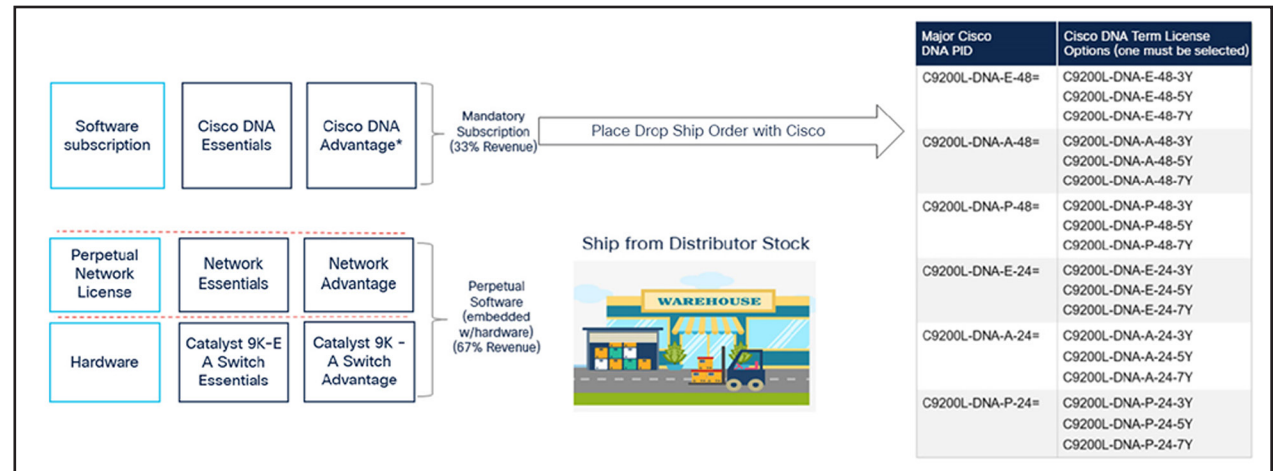 Software
subscription
Cisco DNA
Essentials
Cisco DNA
Advantage*
Mandatory
Subscription
(33% Revenue)
Place Drop Ship Order with Cisco
Perpetual
Network
License
Network
Essentials
Network
Advantage
Hardware
Catalyst 9K-E
A Switch
Essentials
Catalyst 9K -
A Switch
Advantage
Perpetual
Software
(embedded
w/hardware)
(67% Revenue)
Ship from Distributor Stock
WAREHOUSE
Major Cisco
DNA PID
Cisco DNA Term License
Options (one must be selected)
C9200L-DNA-E-48=
C9200L-DNA-E-48-3Y
C9200L-DNA-E-48-5Y
C9200L-DNA-E-48-7Y
C9200L-DNA-A-48=
C9200L-DNA-A-48-3Y
C9200L-DNA-A-48-5Y
C9200L-DNA-A-48-7Y
C9200L-DNA-P-48=
C9200L-DNA-P-48-3Y
C9200L-DNA-P-48-5Y
C9200L-DNA-P-48-7Y
C9200L-DNA-E-24=
C9200L-DNA-E-24-3Y
C9200L-DNA-E-24-5Y
C9200L-DNA-E-24-7Y
C9200L-DNA-A-24=
C9200L-DNA-A-24-3Y
C9200L-DNA-A-24-5Y
C9200L-DNA-A-24-7Y
C9200L-DNA-P-24=
C9200L-DNA-P-24-3Y
C9200L-DNA-P-24-5Y
C9200L-DNA-P-24-7Y